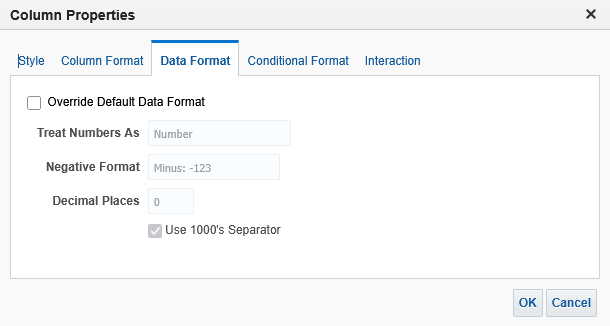 Column Properties
Style Column Format Data Format Conditional Format Interaction
Override Default Data Format
Treat Numbers As Number
Negative Format Minus: -123
Decimal Places 0
Use 1000's Separator
OK Cancel